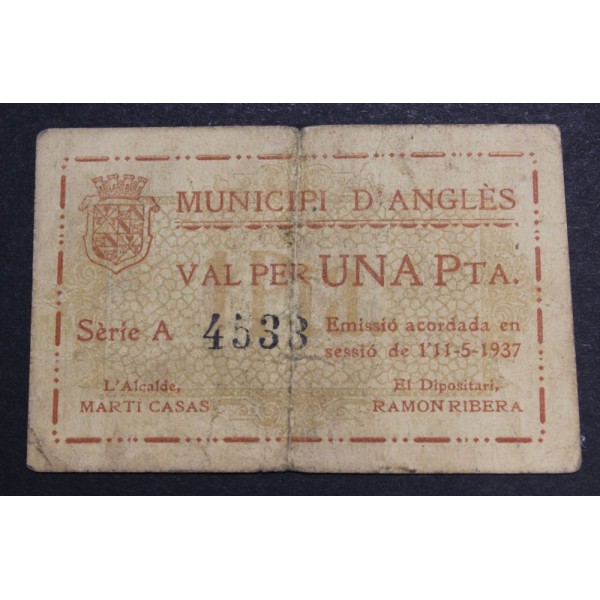 MUNICIPI D'ANGLÈS
VAL PER UNA PTA.
Sèrie A 4533 Emissió acordada en
sessió de l'11-5-1937
L'Alcalde, El Dipositari,
MARTI CASAS RAMON RIBERA